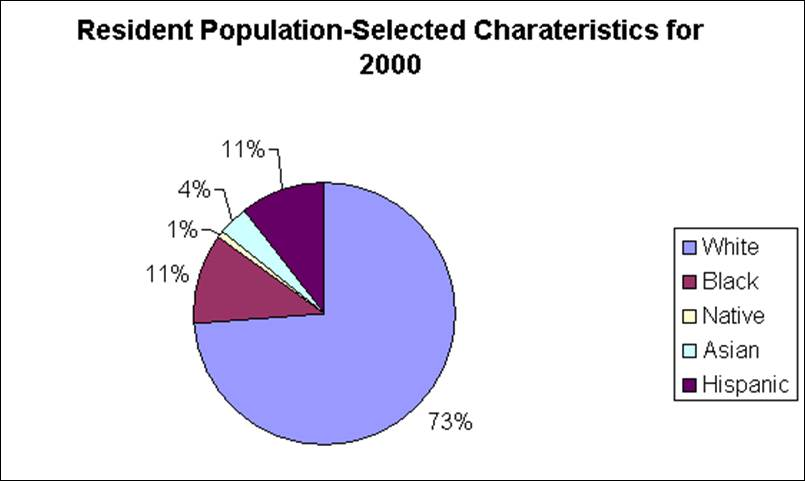 Resident Population-Selected Charateristics for
2000
11%
4%
1%
11%
73%
White
Black
Native
Asian
Hispanic